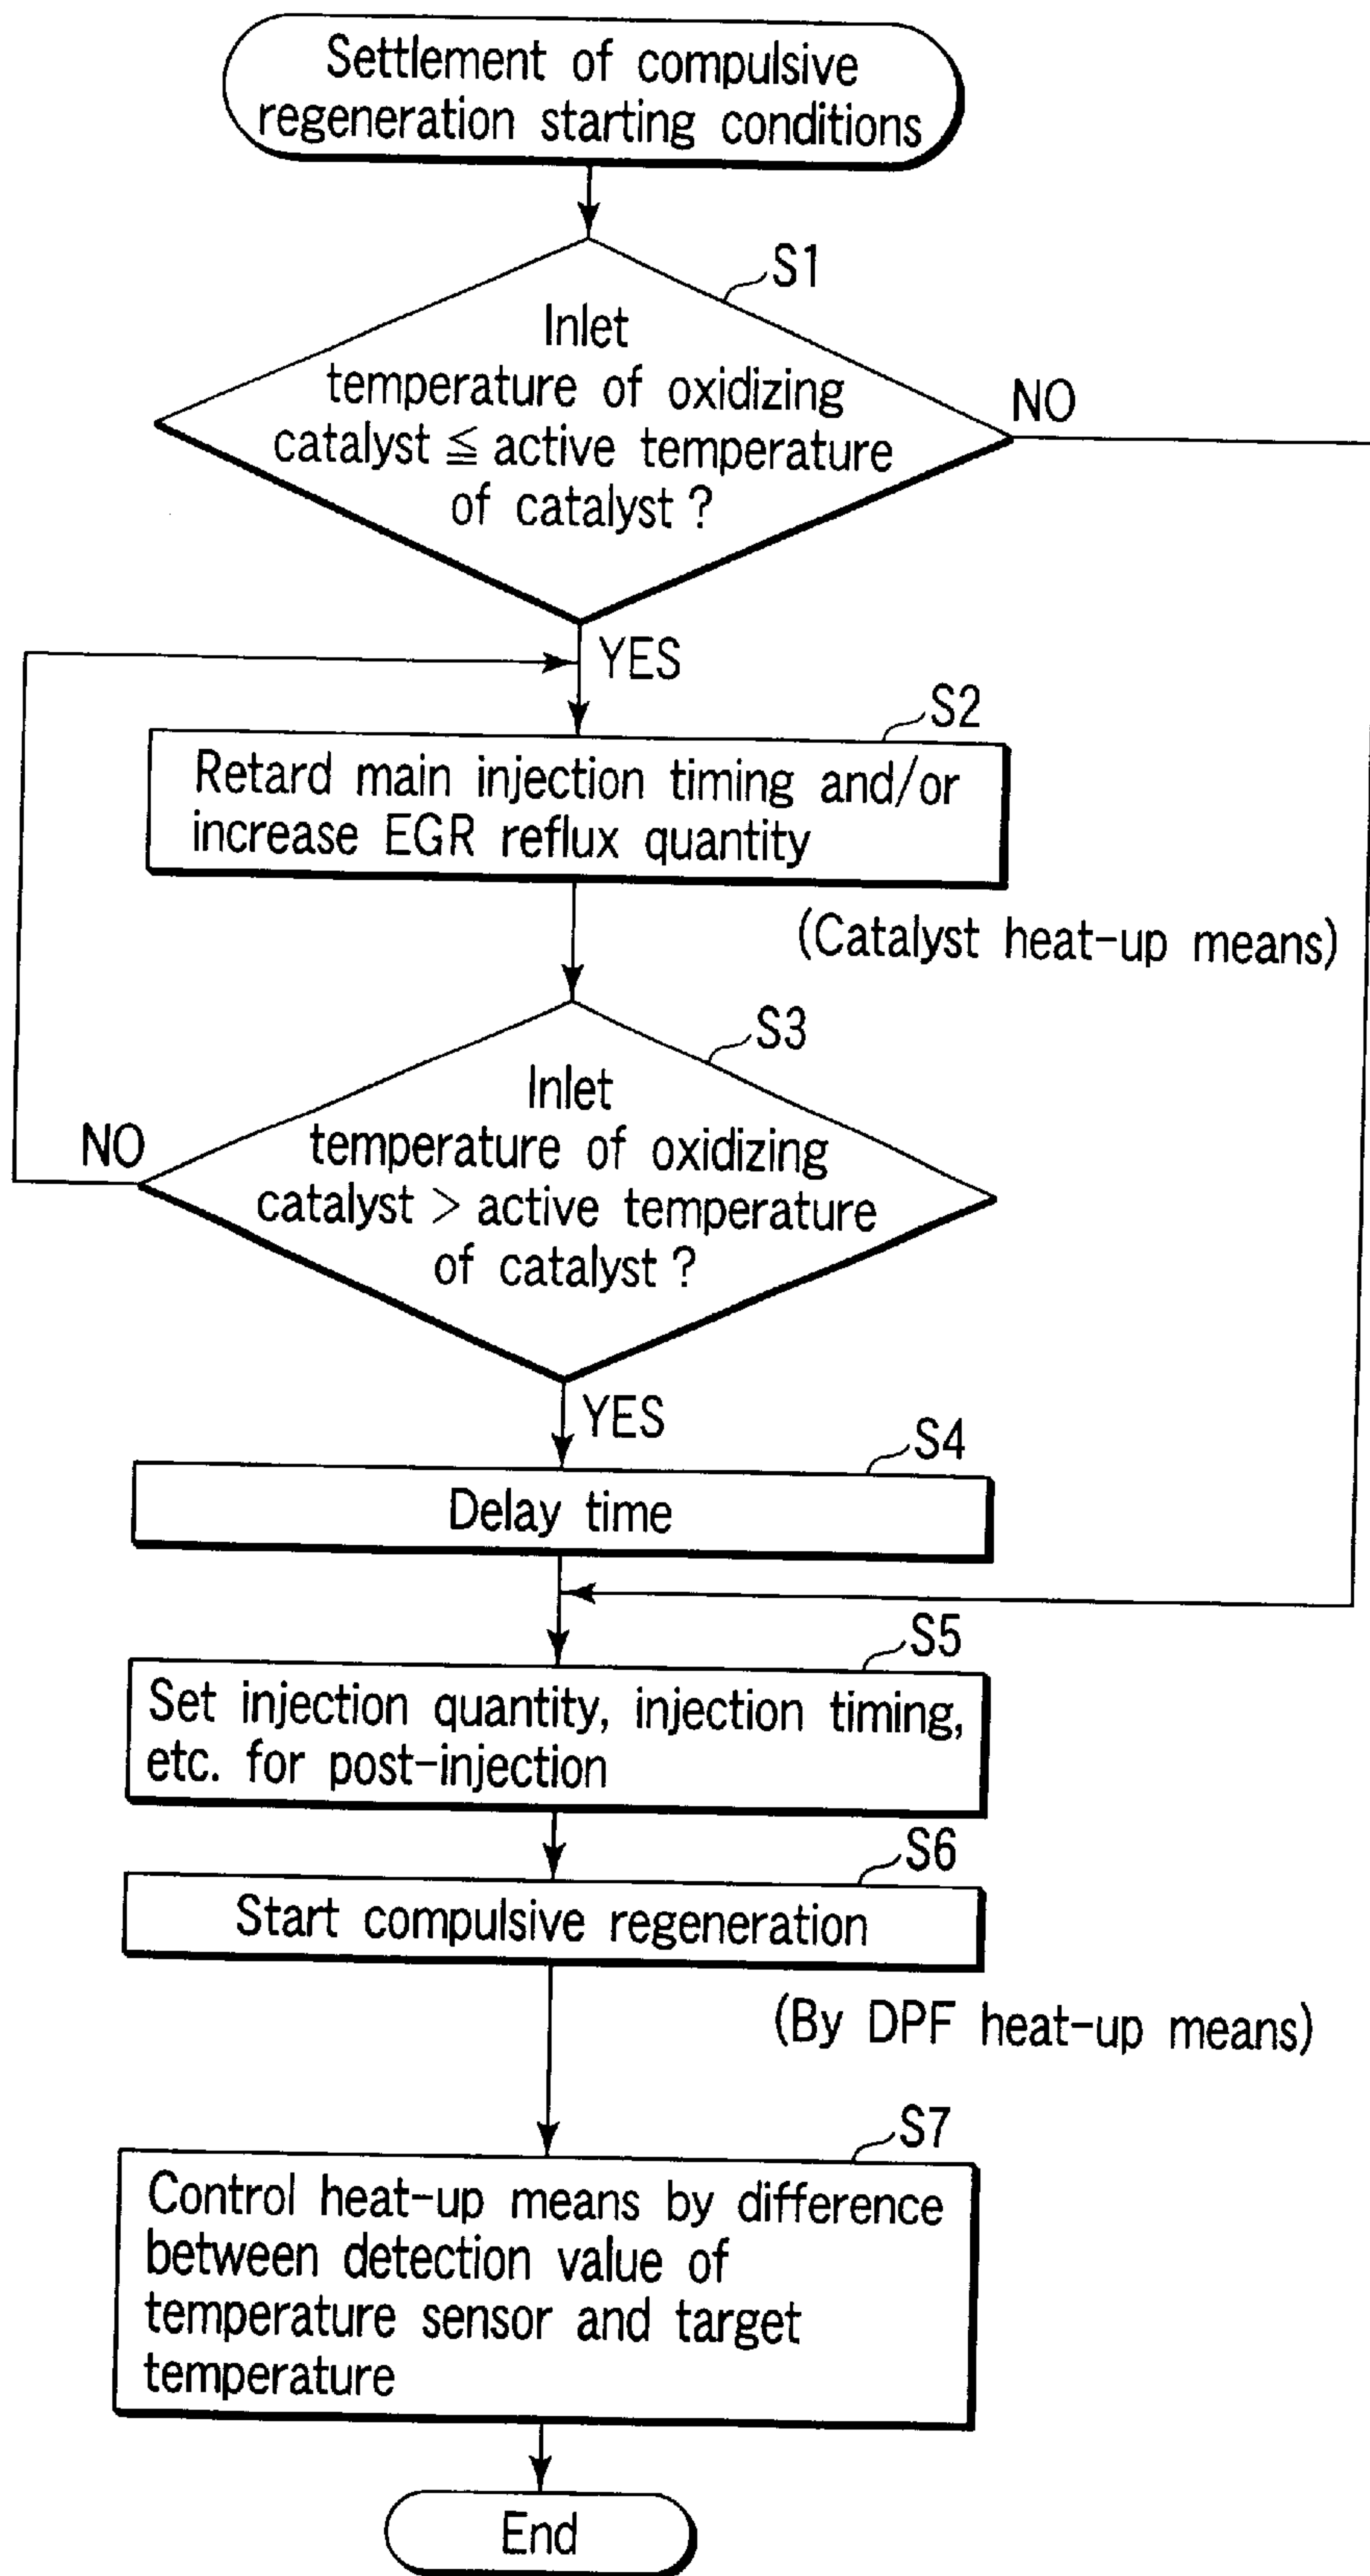 Settlement of compulsive
regeneration starting conditions
S1
Inlet
temperature of oxidizing
catalyst ≦ active temperature
of catalyst ?
NO
YES
S2
Retard main injection timing and/or
increase EGR reflux quantity
(Catalyst heat-up means)
S3
Inlet
temperature of oxidizing
catalyst > active temperature
of catalyst ?
NO
YES
S4
Delay time
S5
Set injection quantity, injection timing,
etc. for post-injection
S6
Start compulsive regeneration
(By DPF heat-up means)
S7
Control heat-up means by difference
between detection value of
temperature sensor and target
temperature
End